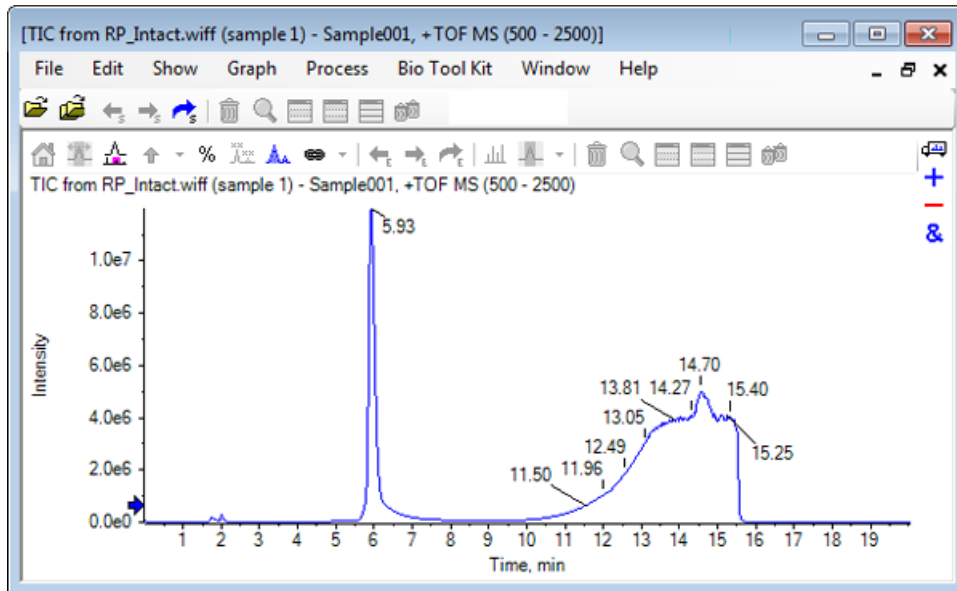 [TIC from RP_Intact.wiff (sample 1) - Sample001, +TOF MS (500 - 2500)]
File Edit Show Graph Process Bio Tool Kit Window Help
S S S
% E E E
TIC from RP_Intact.wiff (sample 1) - Sample001, +TOF MS (500 - 2500)
&
5.93
1.0e7
8.0e6
6.0e6
14.70
13.81 14.27 15.40
4.0e6
13.05
15.25
12.49
11.96
11.50
2.0e6
0.0e0
Intensity
1 2 3 4 5 6 7 8 9 10 11 12 13 14 15 16 17 18 19
Time, min